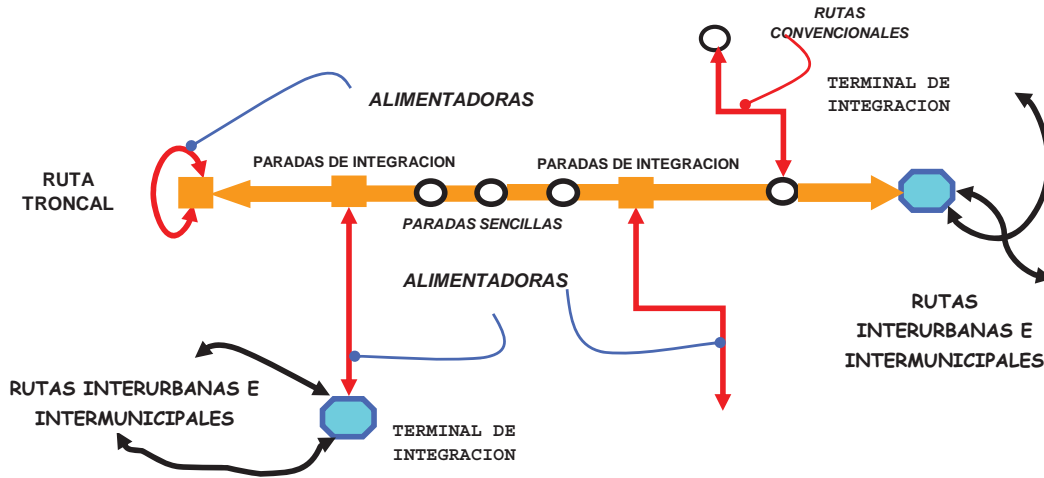 RUTAS
CONVENCIONALES
TERMINAL DE
INTEGRACION
ALIMENTADORAS
PARADAS DE INTEGRACION
PARADAS DE INTEGRACION
RUTA
TRONCAL
PARADAS SENCILLAS
ALIMENTADORAS
RUTAS
INTERURBANAS E
INTERMUNICIPALES
RUTAS INTERURBANAS E
INTERMUNICIPALES
TERMINAL DE
INTEGRACION